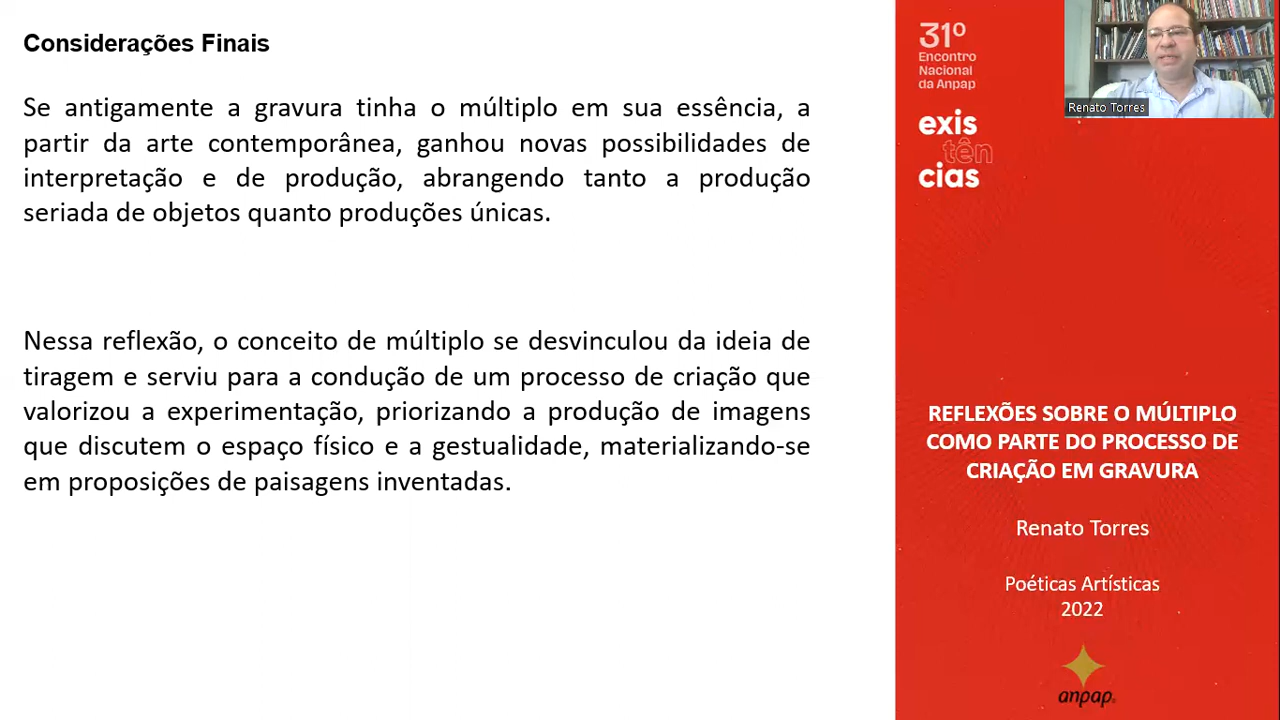 Considerações Finais
Se antigamente a gravura tinha o múltiplo em sua essência, a
partir da arte contemporânea, ganhou novas possibilidades de
interpretação e de produção, abrangendo tanto a produção
seriada de objetos quanto produções únicas.
Nessa reflexão, o conceito de múltiplo se desvinculou da ideia de
tiragem e serviu para a condução de um processo de criação que
valorizou a experimentação, priorizando a produção de imagens
que discutem o espaço físico e a gestualidade, materializando-se
em proposições de paisagens inventadas.
31º
Encontro
Nacional
da Anpap
exis
tên
cias
Renato Torres
REFLEXÕES SOBRE O MÚLTIPLO
COMO PARTE DO PROCESSO DE
CRIAÇÃO EM GRAVURA
Renato Torres
Poéticas Artísticas
2022
anpap